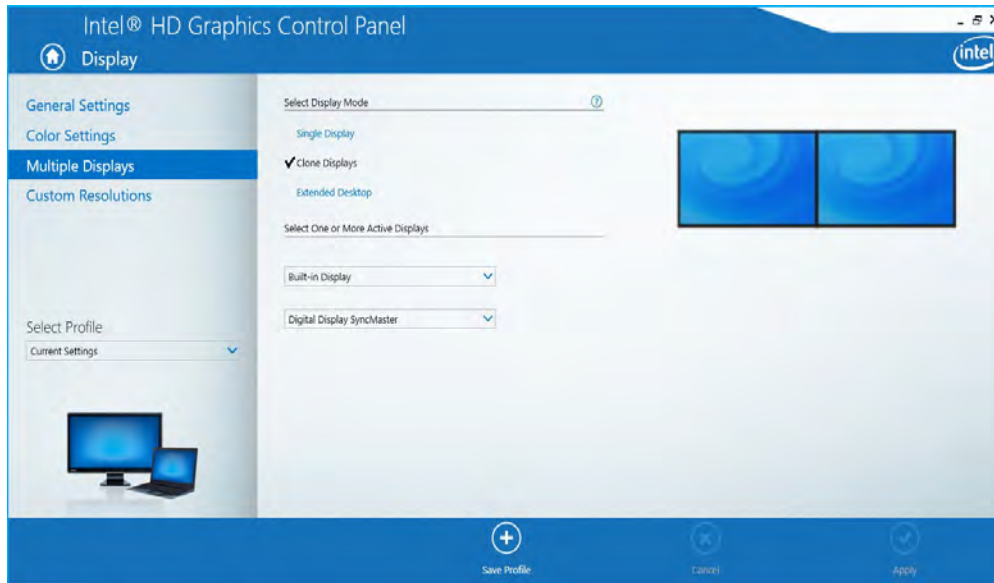 Intel® HD Graphics Control Panel
Display
intel
General Settings
Color Settings
Multiple Displays
Custom Resolutions
Select Profile
Current Settings
Select Display Mode
Single Display
Clone Displays
Extended Desktop
Select One or More Active Displays
Built-in Display
Digital Display SyncMaster
Save Profile
Cancel
Apply